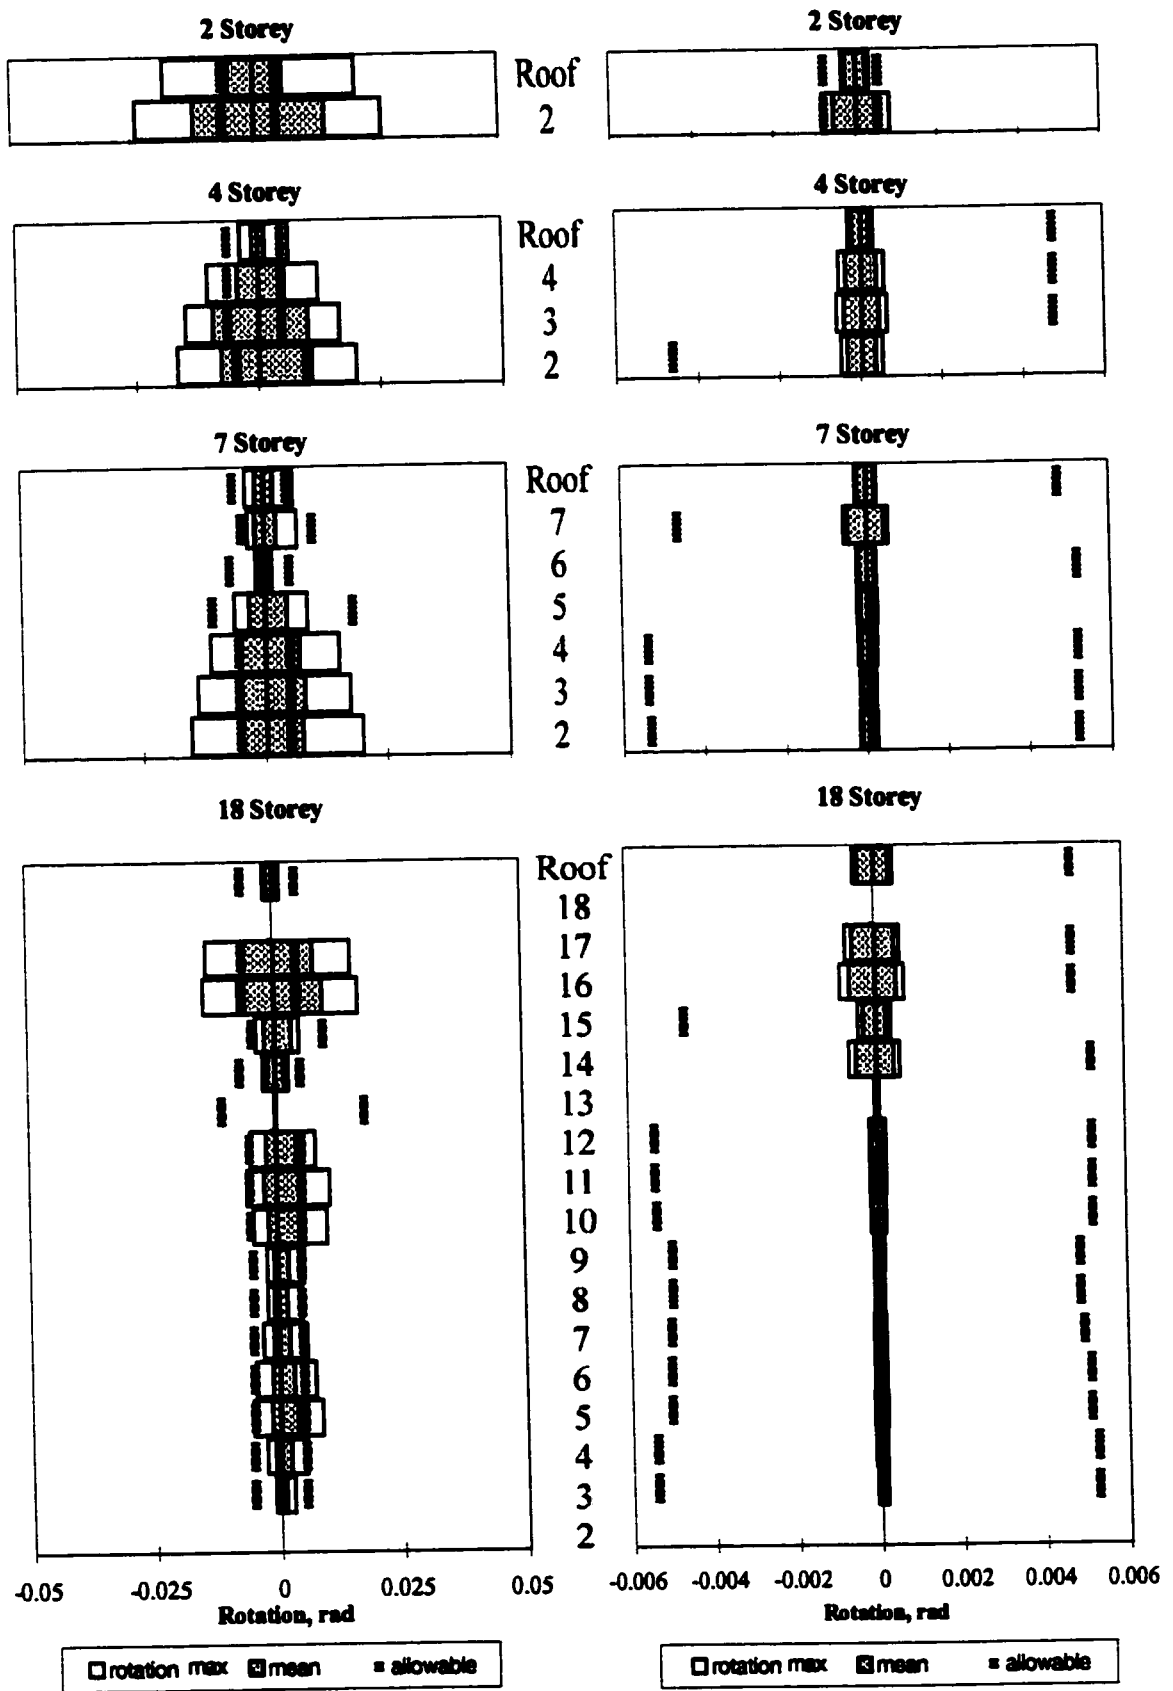 2 Storey
2 Storey
Roof
2
4 Storey
4 Storey
Roof
4
3
2
7 Storey
7 Storey
Roof
7
6
5
4
3
2
18 Storey
18 Storey
Roof
18
17
16
15
14
13
12
11
10
9
8
7
6
5
4
3
2
-0.05 -0.025 0 0.025 0.05
-0.006 -0.004 -0.002 0 0.002 0.004 0.006
Rotation, rad
Rotation, rad
rotation max mean allowable
rotation max mean allowable